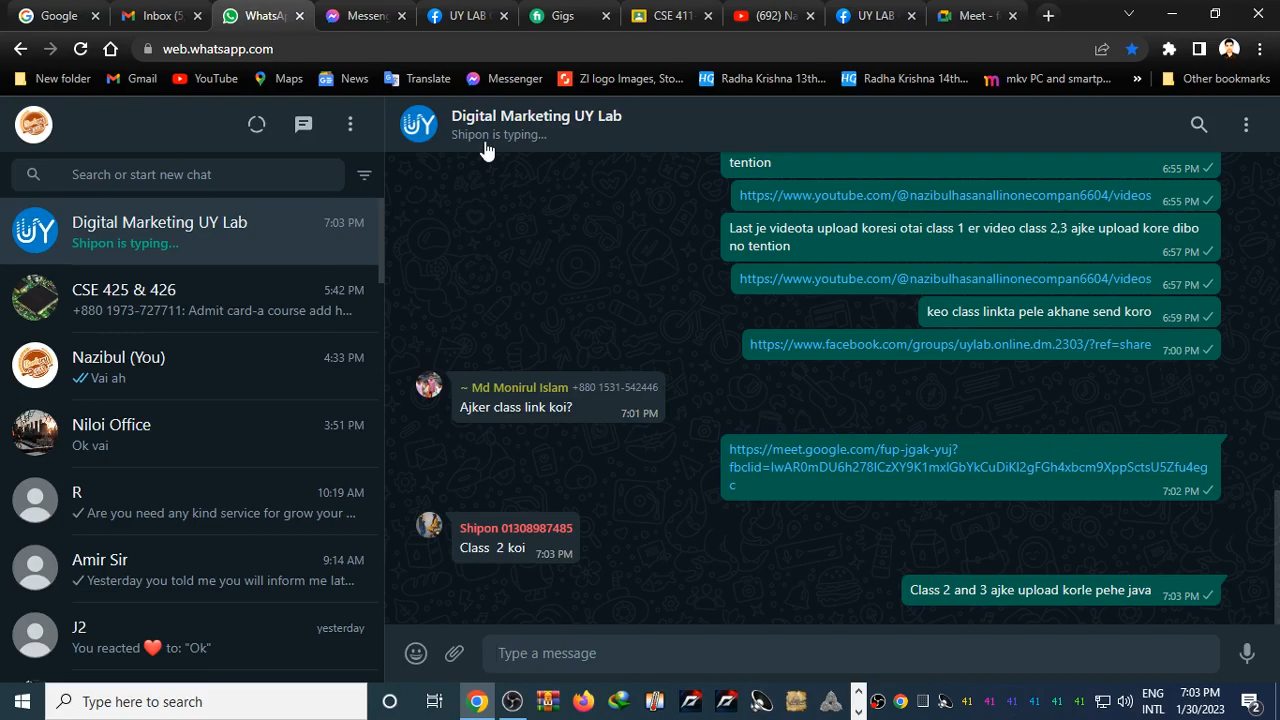 Google
Inbox (5,
WhatsA
Messeng
UY LAB
Gigs
CSE 411
(692) Na
UY LAB
Meet - f
web.whatsapp.com
New folder
Gmail
YouTube
Maps
News
Translate
Messenger
ZI logo Images, Sto...
Radha Krishna 13th...
Radha Krishna 14th...
mkv PC and smartp...
»
Other bookmarks
Digital Marketing UY Lab
Shipon is typing...
Search or start new chat
Digital Marketing UY Lab
7:03 PM
Shipon is typing...
CSE 425 & 426
5:42 PM
+880 1973-727711: Admit card-a course add h...
Nazibul (You)
4:33 PM
Vai ah
Niloi Office
3:51 PM
Ok vai
R
10:19 AM
Are you need any kind service for grow your ...
Amir Sir
9:14 AM
Yesterday you told me you will inform me lat...
J2
yesterday
You reacted ❤️ to: "Ok"
tention
6:55 PM
https://www.youtube.com/@nazibulhasanallinonecompan6604/videos
6:55 PM
Last je videota upload koresi otai class 1 er video class 2,3 ajke upload kore dibo
no tention
6:57 PM
https://www.youtube.com/@nazibulhasanallinonecompan6604/videos
6:57 PM
keo class linkta pele akhane send koro
6:59 PM
https://www.facebook.com/groups/uylab.online.dm.2303/?ref=share
7:00 PM
~ Md Monirul Islam +880 1531-542446
Ajker class link koi?
7:01 PM
https://meet.google.com/fup-jgak-yuj?
fbclid=IwAR0mDU6h278lCzXY9K1mxlGbYkCuDiKl2gFGh4xbcm9XppSctsU5Zfu4eg
c
7:02 PM
Shipon 01308987485
Class 2 koi
7:03 PM
Class 2 and 3 ajke upload korle pehe java
7:03 PM
Type a message
Type here to search
41
41
41
41
41
41
ENG
INTL
7:03 PM
1/30/2023
2